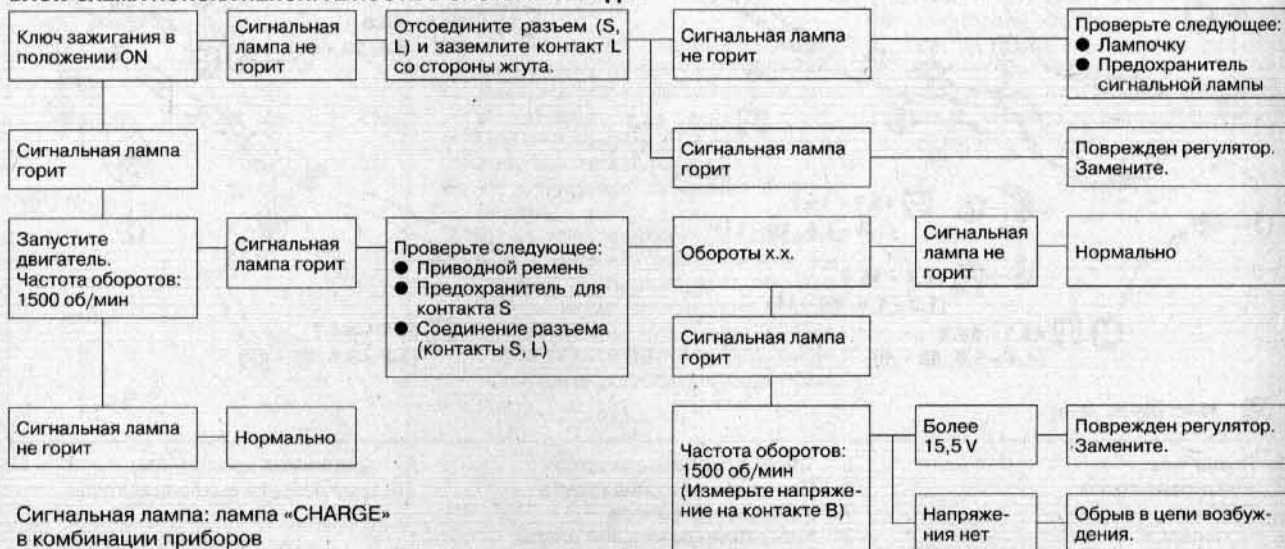 Ключ зажигания в
положении ON
Сигнальная
лампа не
горит
Отсоедините разъем (S,
L) и заземлите контакт L
со стороны жгута.
Сигнальная лампа
не горит
Проверьте следующее:
● Лампочку
● Предохранитель
сигнальной лампы
Сигнальная лампа
горит
Сигнальная лампа
горит
Поврежден регулятор.
Замените.
Запустите
двигатель.
Частота оборотов:
1500 об/мин
Сигнальная
лампа горит
Проверьте следующее:
● Приводной ремень
● Предохранитель для
контакта S
● Соединение разъема
(контакты S, L)
Обороты х.х.
Сигнальная
лампа не
горит
Нормально
Сигнальная лампа
горит
Сигнальная лампа
не горит
Нормально
Частота оборотов:
1500 об/мин
(Измерьте напряже-
ние на контакте В)
Более
15,5 V
Поврежден регулятор.
Замените.
Напряже-
ния нет
Обрыв в цепи возбуж-
дения.
Сигнальная лампа: лампа «CHARGE»
в комбинации приборов